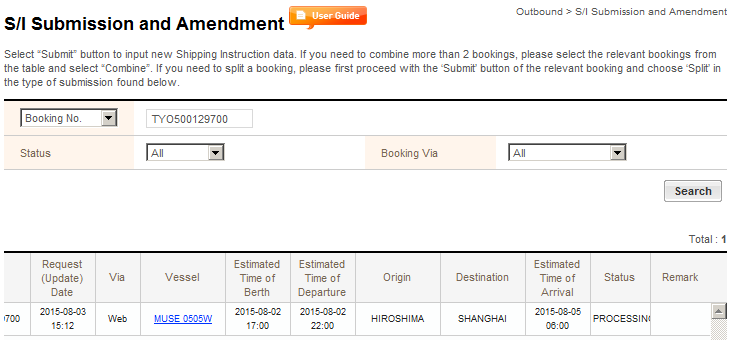 S/I Submission and Amendment
User Guide
Outbound > S/I Submission and Amendment
Select “Submit” button to input new Shipping Instruction data. If you need to combine more than 2 bookings, please select the relevant bookings from
the table and select “Combine”. If you need to split a booking, please first proceed with the ‘Submit’ button of the relevant booking and choose ‘Split’ in
the type of submission found below.
Booking No. TYO500129700
Status All Booking Via All
Search
Total : 1
Request (Update) Date Via Vessel Estimated Time of Berth Estimated Time of Departure Origin Destination Estimated Time of Arrival Status Remark
9700 2015-08-03 15:12 Web MUSE 0505W 2015-08-02 17:00 2015-08-02 22:00 HIROSHIMA SHANGHAI 2015-08-05 06:00 PROCESSING